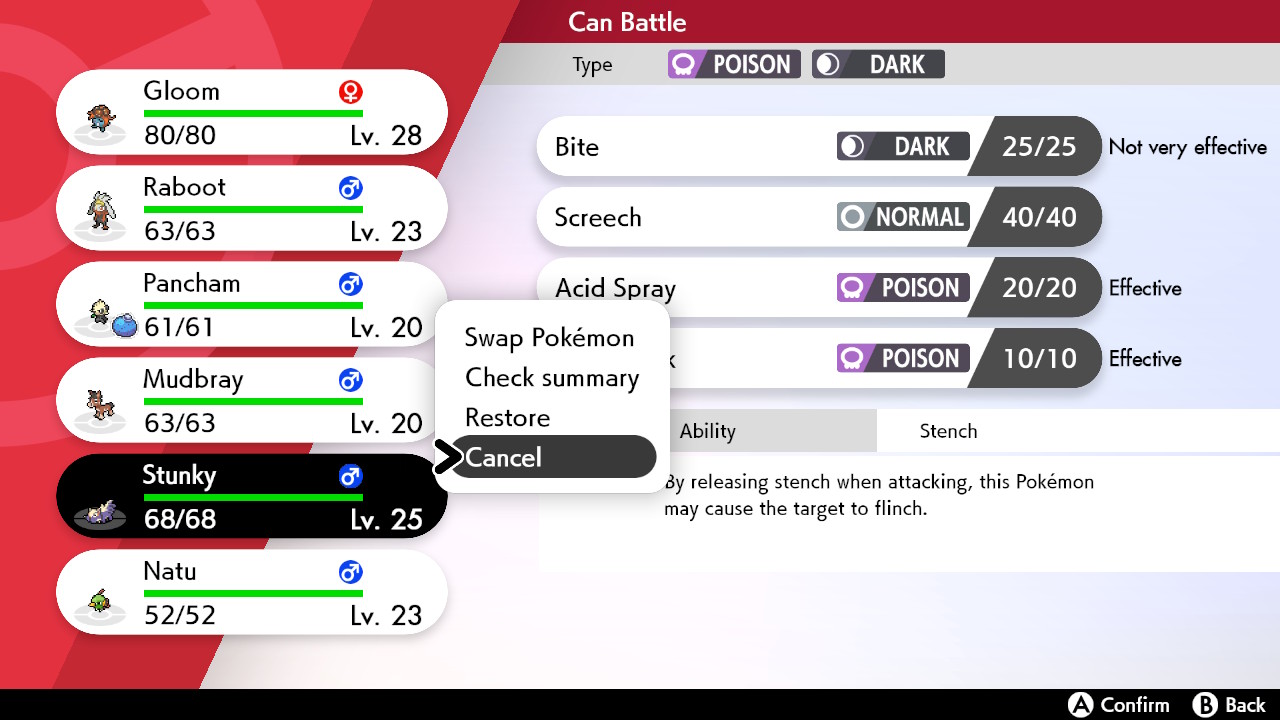 Can Battle
Type POISON DARK
Gloom
80/80 Lv. 28
Raboot
63/63 Lv. 23
Pancham
61/61 Lv. 20
Mudbray
63/63 Lv. 20
Stunky
68/68 Lv. 25
Natu
52/52 Lv. 23
Bite DARK 25/25 Not very effective
Screech NORMAL 40/40
Acid Spray POISON 20/20 Effective
POISON 10/10 Effective
Swap Pokémon
Check summary
Restore
Cancel
Ability Stench
By releasing stench when attacking, this Pokémon
may cause the target to flinch.
A Confirm B Back